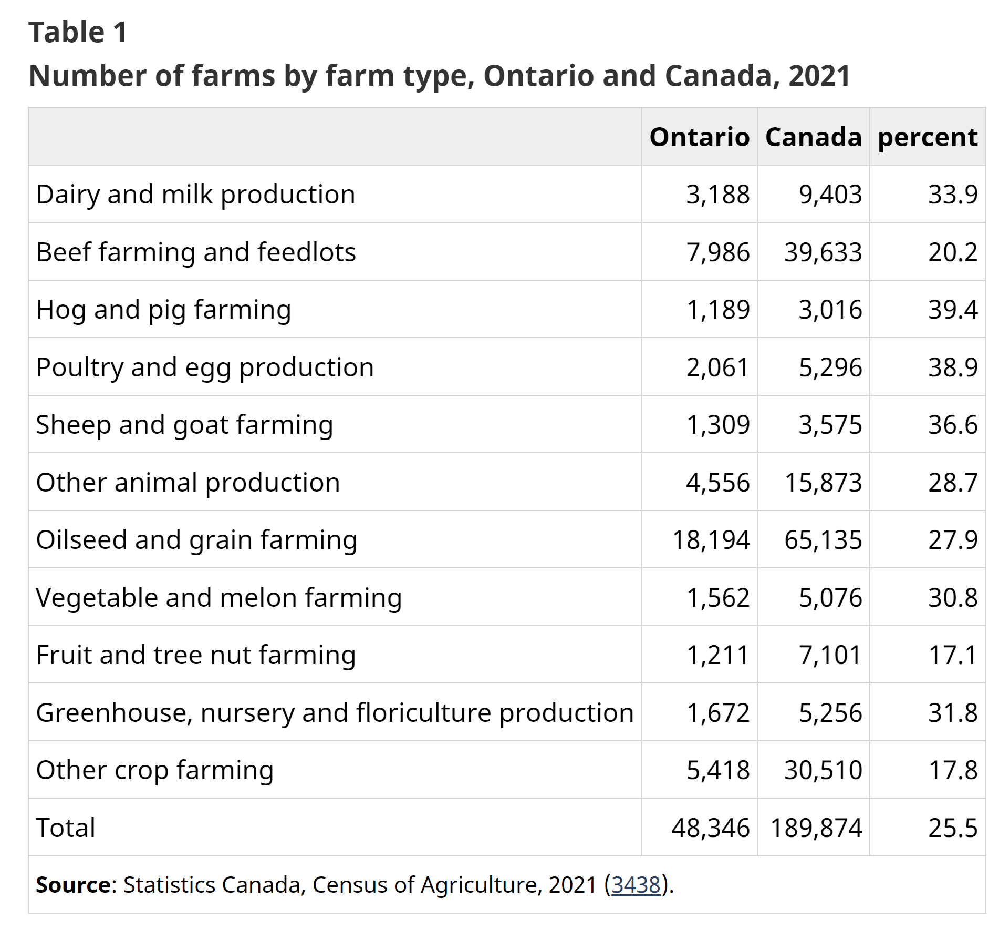 Table 1
Number of farms by farm type, Ontario and Canada, 2021
Ontario Canada percent
Dairy and milk production 3,188 9,403 33.9
Beef farming and feedlots 7,986 39,633 20.2
Hog and pig farming 1,189 3,016 39.4
Poultry and egg production 2,061 5,296 38.9
Sheep and goat farming 1,309 3,575 36.6
Other animal production 4,556 15,873 28.7
Oilseed and grain farming 18,194 65,135 27.9
Vegetable and melon farming 1,562 5,076 30.8
Fruit and tree nut farming 1,211 7,101 17.1
Greenhouse, nursery and floriculture production 1,672 5,256 31.8
Other crop farming 5,418 30,510 17.8
Total 48,346 189,874 25.5
Source: Statistics Canada, Census of Agriculture, 2021 (3438).